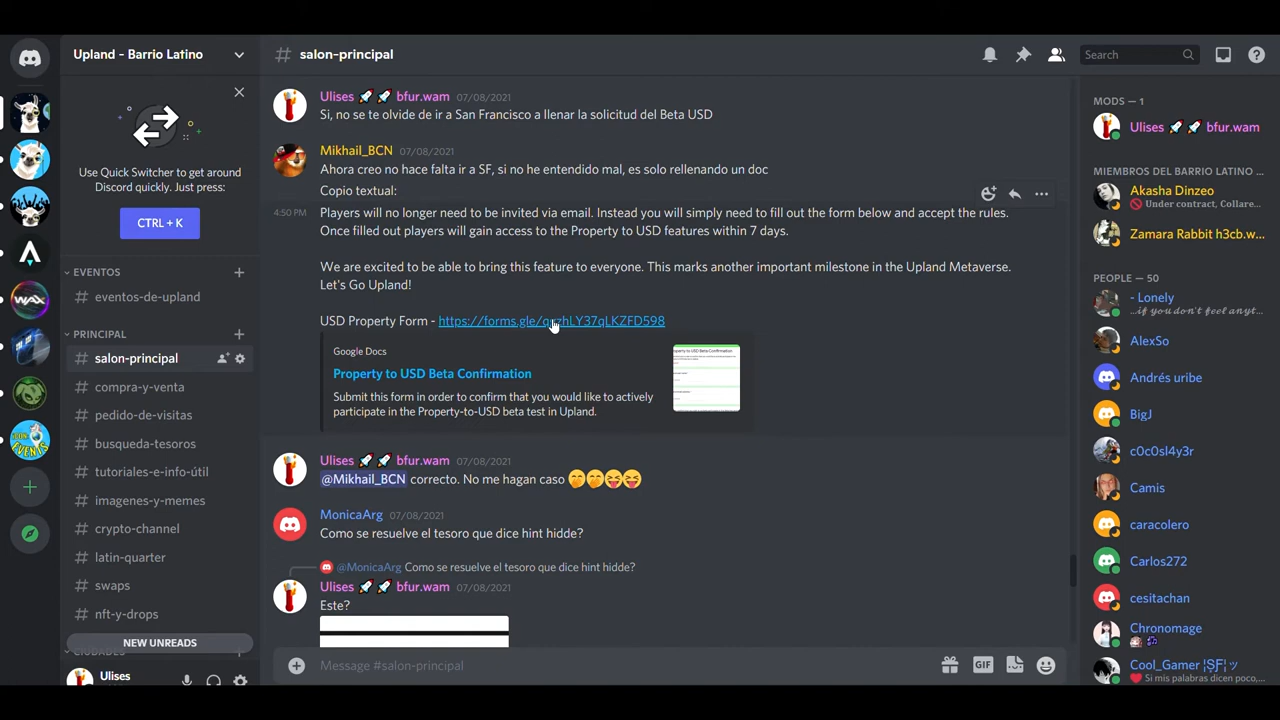 Upland - Barrio Latino
Use Quick Switcher to get around
Discord quickly. Just press:
CTRL + K
EVENTOS
# eventos-de-upland
PRINCIPAL
# salon-principal
# compra-y-venta
# pedido-de-visitas
# busqueda-tesoros
# tutoriales-e-info-útil
# imagenes-y-memes
# crypto-channel
# latin-quarter
# swaps
# nft-y-drops
NEW UNREADS
Ulises
# salon-principal
Search
Ulises 🚀 🚀 bfur.wam 07/08/2021
Si, no se te olvide de ir a San Francisco a llenar la solicitud del Beta USD
Mikhail_BCN 07/08/2021
Ahora creo no hace falta ir a SF, si no he entendido mal, es solo rellenando un doc
Copio textual:
4:50 PM Players will no longer need to be invited via email. Instead you will simply need to fill out the form below and accept the rules.
Once filled out players will gain access to the Property to USD features within 7 days.
We are excited to be able to bring this feature to everyone. This marks another important milestone in the Upland Metaverse.
Let's Go Upland!
USD Property Form -
Google Docs
Property to USD Beta Confirmation
Submit this form in order to confirm that you would like to actively
participate in the Property-to-USD beta test in Upland.
Ulises 🚀 🚀 bfur.wam 07/08/2021
@Mikhail_BCN correcto. No me hagan caso 🤭🤭😝😝
MonicaArg 07/08/2021
Como se resuelve el tesoro que dice hint hidde?
@MonicaArg Como se resuelve el tesoro que dice hint hidde?
Ulises 🚀 🚀 bfur.wam 07/08/2021
Este?
Message #salon-principal
GIF
MODS — 1
Ulises 🚀 🚀 bfur.wam
MIEMBROS DEL BARRIO LATINO ...
Akasha Dinzeo
🚫 Under contract, Collare...
Zamara Rabbit h3cb.w...
PEOPLE — 50
- Lonely
...if you don't feel anyt...
AlexSo
Andrés uribe
BigJ
c0c0sl4y3r
Camis
caracolero
Carlos272
cesitachan
Chronomage
Cool_Gamer ¦ŞƑ¦ ッ
❤️ Si mis palabras dicen poco,...